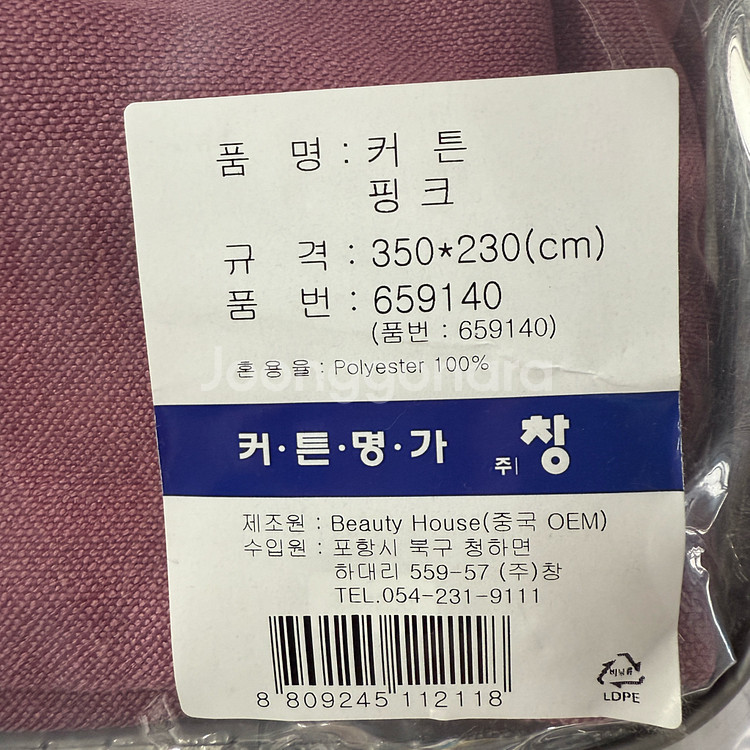 품 명 : 커 튼
핑 크
규 격 : 350*230(cm)
품 번 : 659140
(품번 : 659140)
혼용율 : Polyester 100%
Joonggonara
커·튼·명·가 주) 창
제조원 : Beauty House(중국 OEM)
수입원 : 포항시 북구 청하면
하대리 559-57 (주)창
TEL.054-231-9111
8 809245 112118
비닐류
LDPE